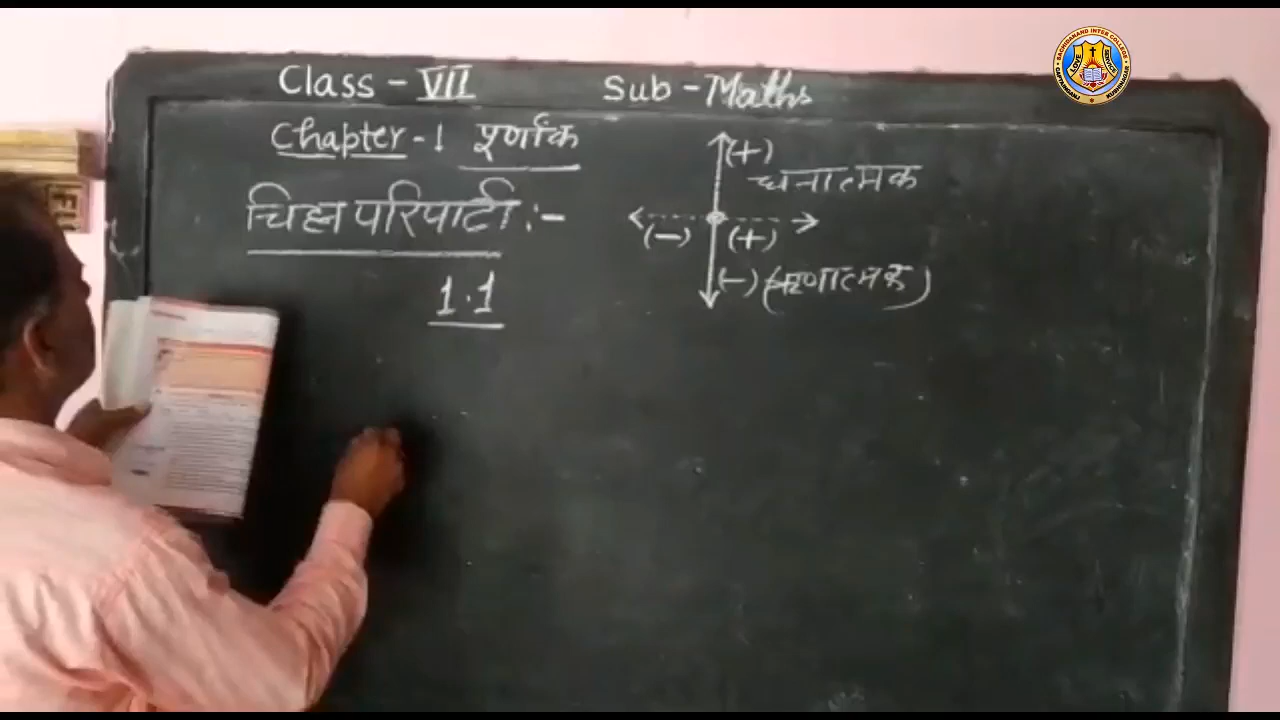 Class - VII Sub - Maths
Chapter - 1 पूर्णांक
चिह्न परिपाटी :-
1.1
(+)
धनात्मक
(-) (+)
(-) (ऋणात्मक)